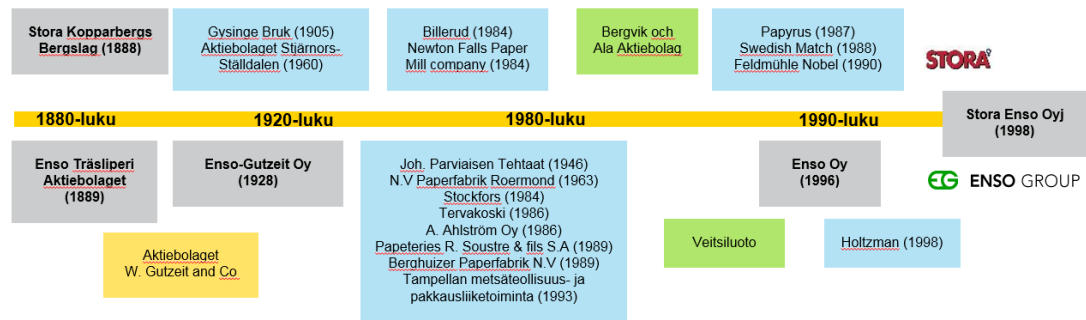 Stora Kopparbergs
Bergslag (1888)
Gysinge Bruk (1905)
Aktiebolaget Stjärnors-
Ställdalen (1960)
Billerud (1984)
Newton Falls Paper
Mill company (1984)
Bergvik och
Ala Aktiebolag
Papyrus (1987)
Swedish Match (1988)
Feldmühle Nobel (1990)
STORA
1880-luku
1920-luku
1980-luku
1990-luku
Stora Enso Oyj
(1998)
Enso Träsliperi
Aktiebolaget
(1889)
Enso-Gutzeit Oy
(1928)
Joh. Parviaisen Tehtaat (1946)
N.V Paperfabrik Roermond (1963)
Stockfors (1984)
Tervakoski (1986)
A. Ahlström Oy (1986)
Papeteries R. Soustre & fils S.A (1989)
Berghuizer Paperfabrik N.V (1989)
Tampellan metsäteollisuus- ja
pakkausliiketoiminta (1993)
Enso Oy
(1996)
ENSO GROUP
Aktiebolaget
W. Gutzeit and Co
Veitsiluoto
Holtzman (1998)